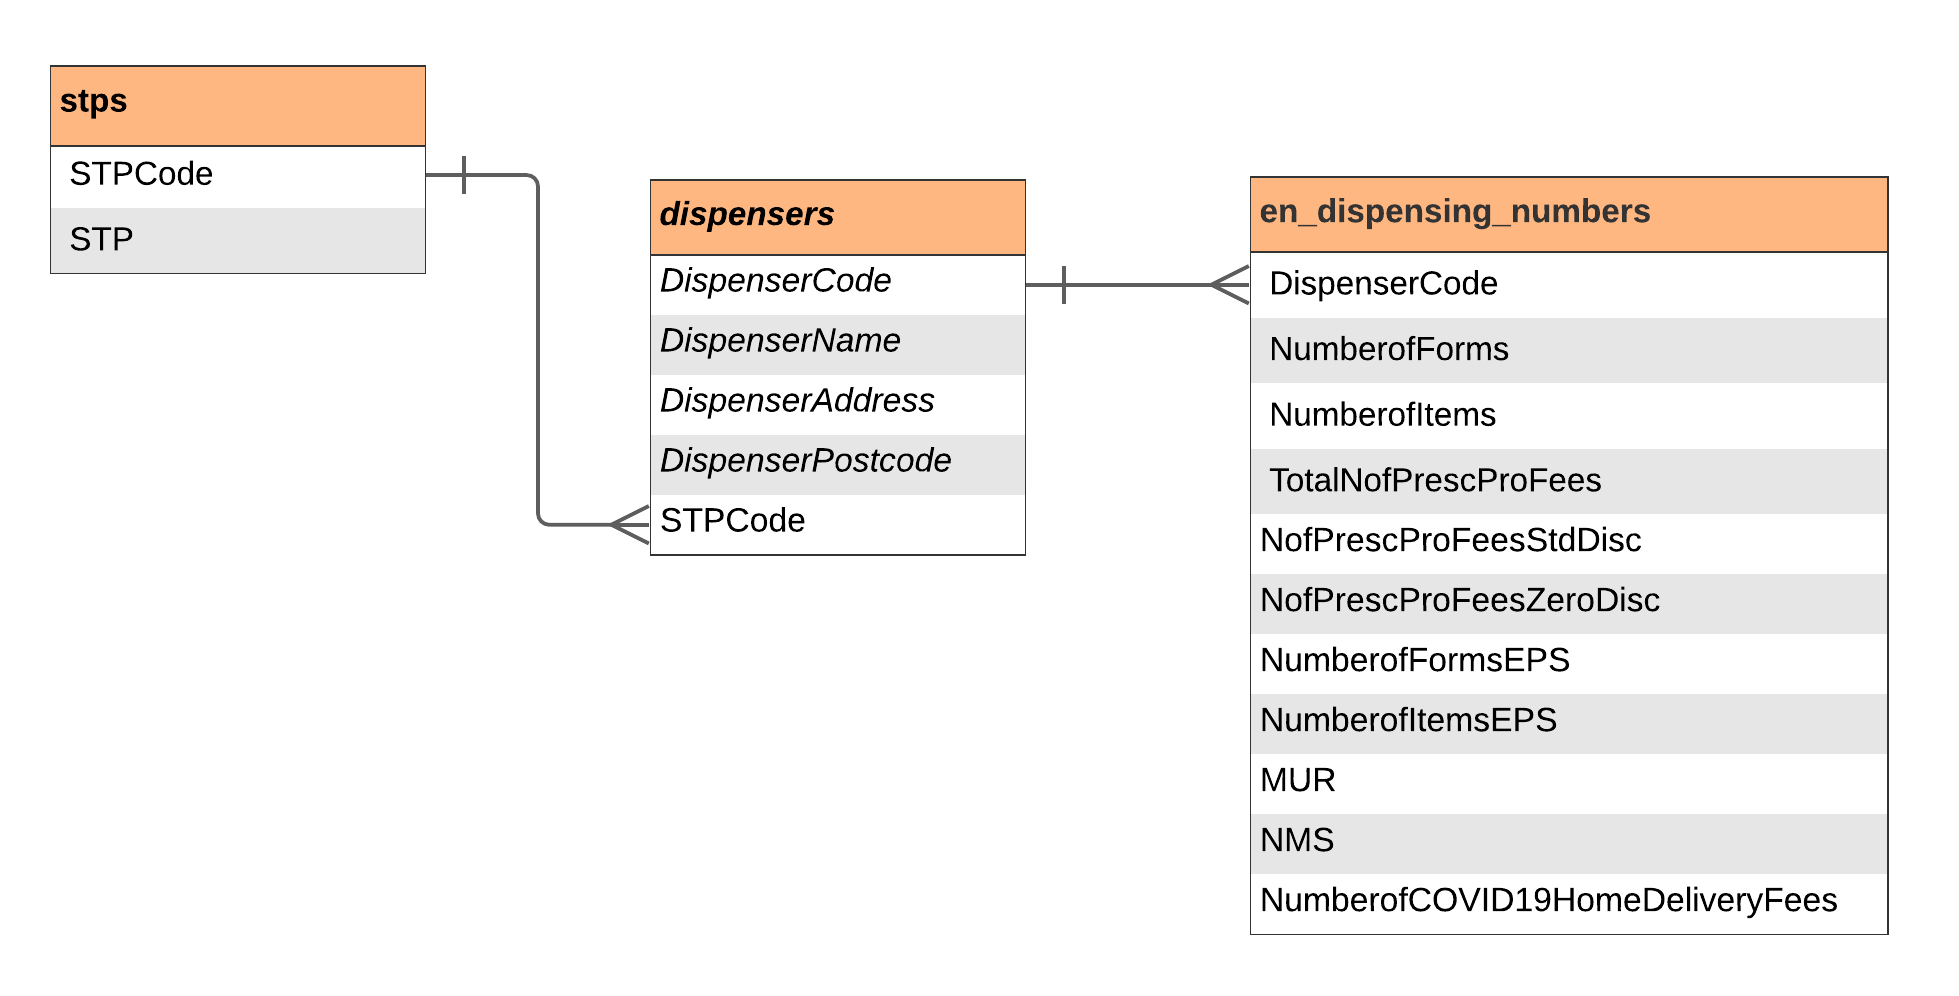 stps
STPCode
STP
dispensers
DispenserCode
DispenserName
DispenserAddress
DispenserPostcode
STPCode
en_dispensing_numbers
DispenserCode
NumberofForms
NumberofItems
TotalNofPrescProFees
NofPrescProFeesStdDisc
NofPrescProFeesZeroDisc
NumberofFormsEPS
NumberofItemsEPS
MUR
NMS
NumberofCOVID19HomeDeliveryFees